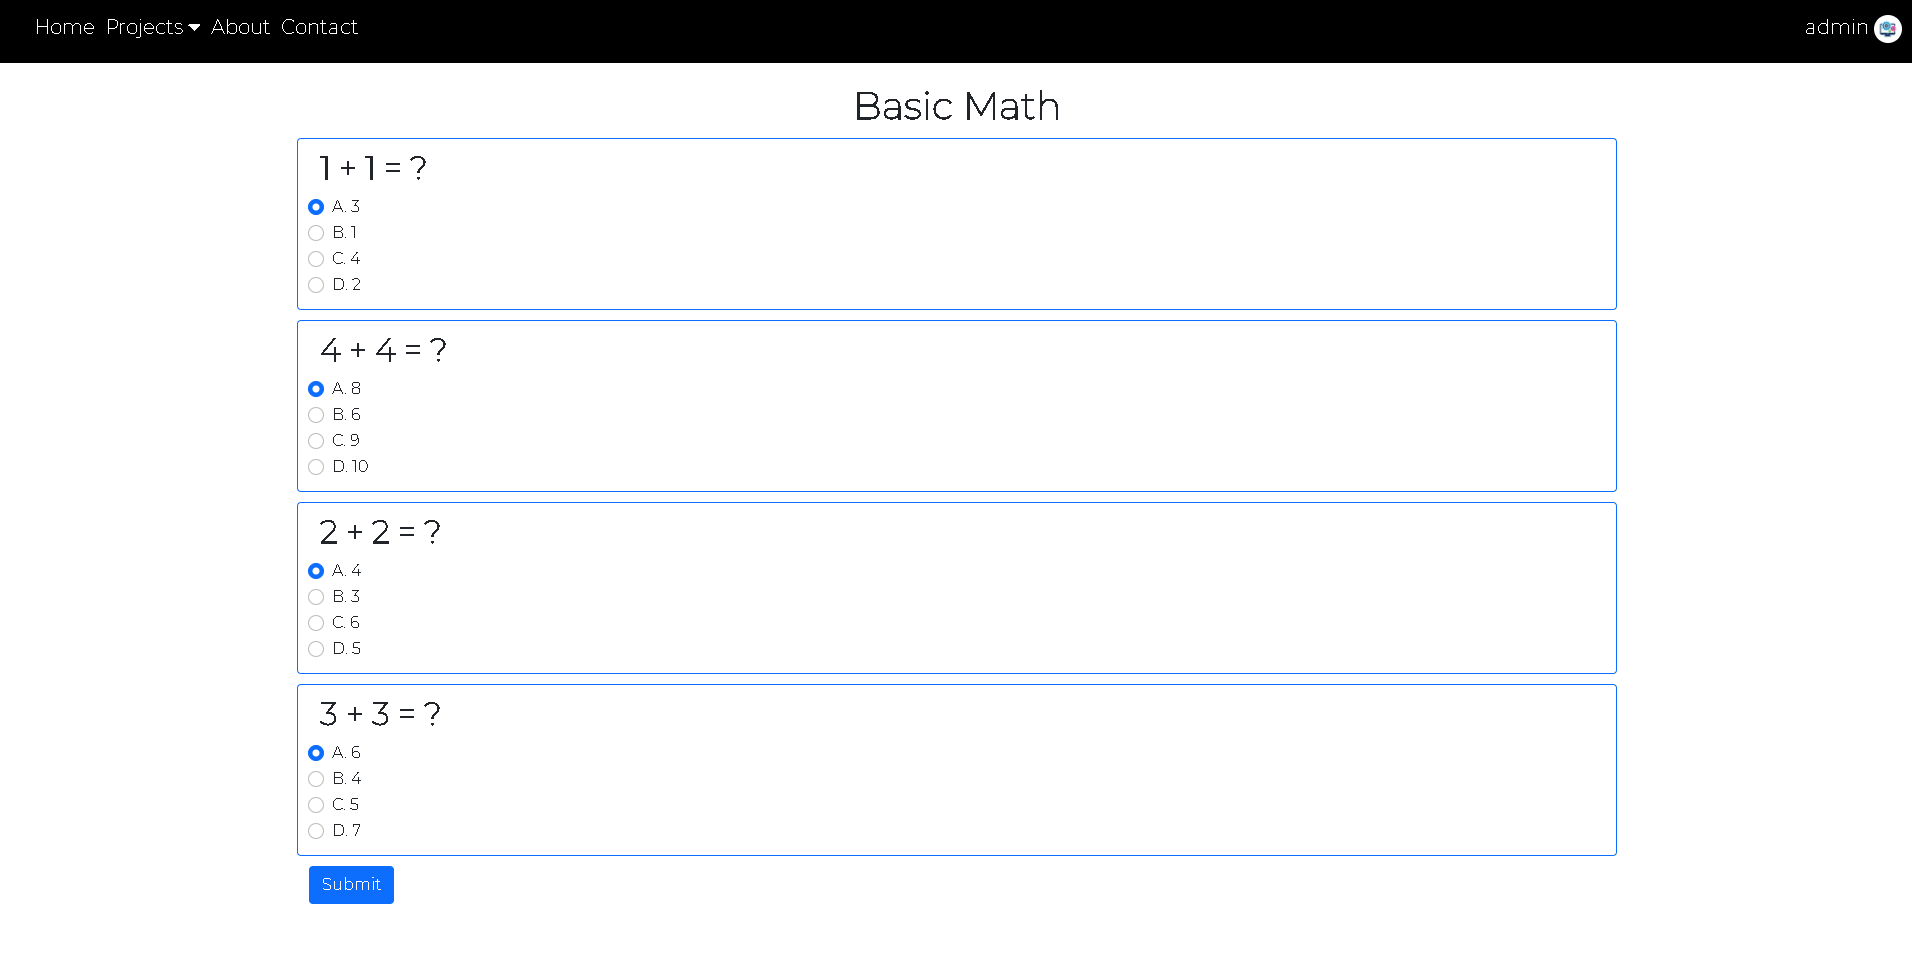 Home Projects About Contact admin
Basic Math
1 + 1 = ?
A. 3
B. 1
C. 4
D. 2
4 + 4 = ?
A. 8
B. 6
C. 9
D. 10
2 + 2 = ?
A. 4
B. 3
C. 6
D. 5
3 + 3 = ?
A. 6
B. 4
C. 5
D. 7
Submit